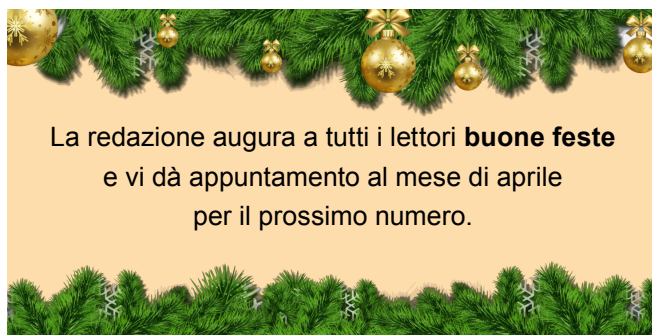 La redazione augura a tutti i lettori buone feste
e vi dà appuntamento al mese di aprile
per il prossimo numero.